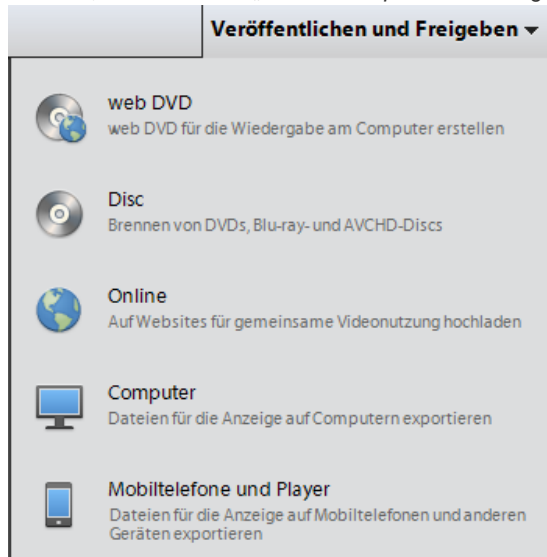 Veröffentlichen und Freigeben
web DVD
web DVD für die Wiedergabe am Computer erstellen
Disc
Brennen von DVDs, Blu-ray- und AVCHD-Discs
Online
Auf Websites für gemeinsame Videonutzung hochladen
Computer
Dateien für die Anzeige auf Computern exportieren
Mobiltelefone und Player
Dateien für die Anzeige auf Mobiltelefonen und anderen
Geräten exportieren